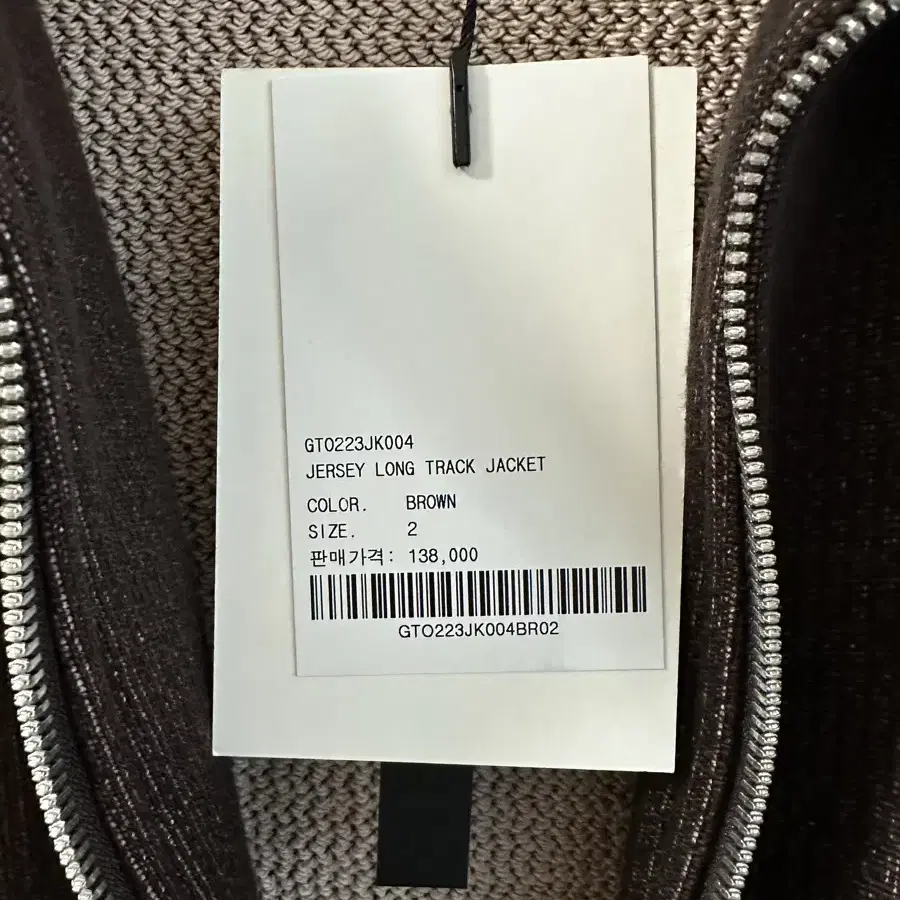 GTO223JK004
JERSEY LONG TRACK JACKET
COLOR. BROWN
SIZE. 2
판매가격: 138,000
GTO223JK004BR02